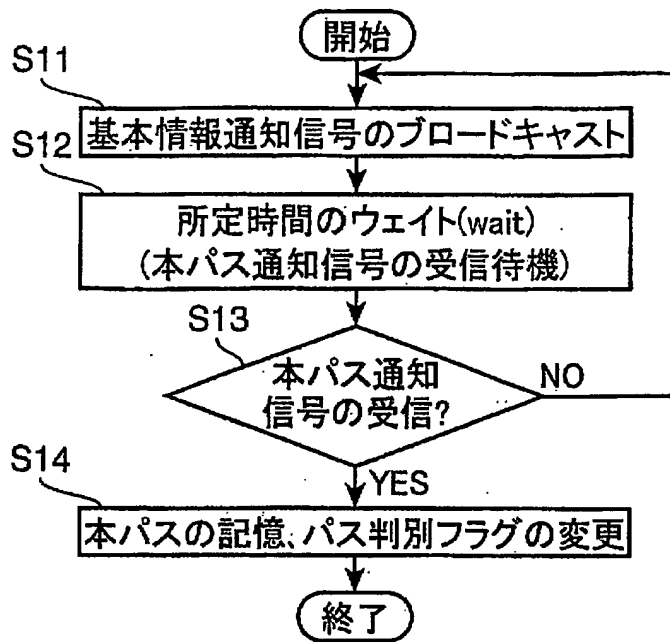 開始
S11
基本情報通知信号のブロードキャスト
S12
所定時間のウェイト(wait)
(本パス通知信号の受信待機)
S13
本パス通知
信号の受信?
NO
YES
S14
本パスの記憶、パス判別フラグの変更
終了